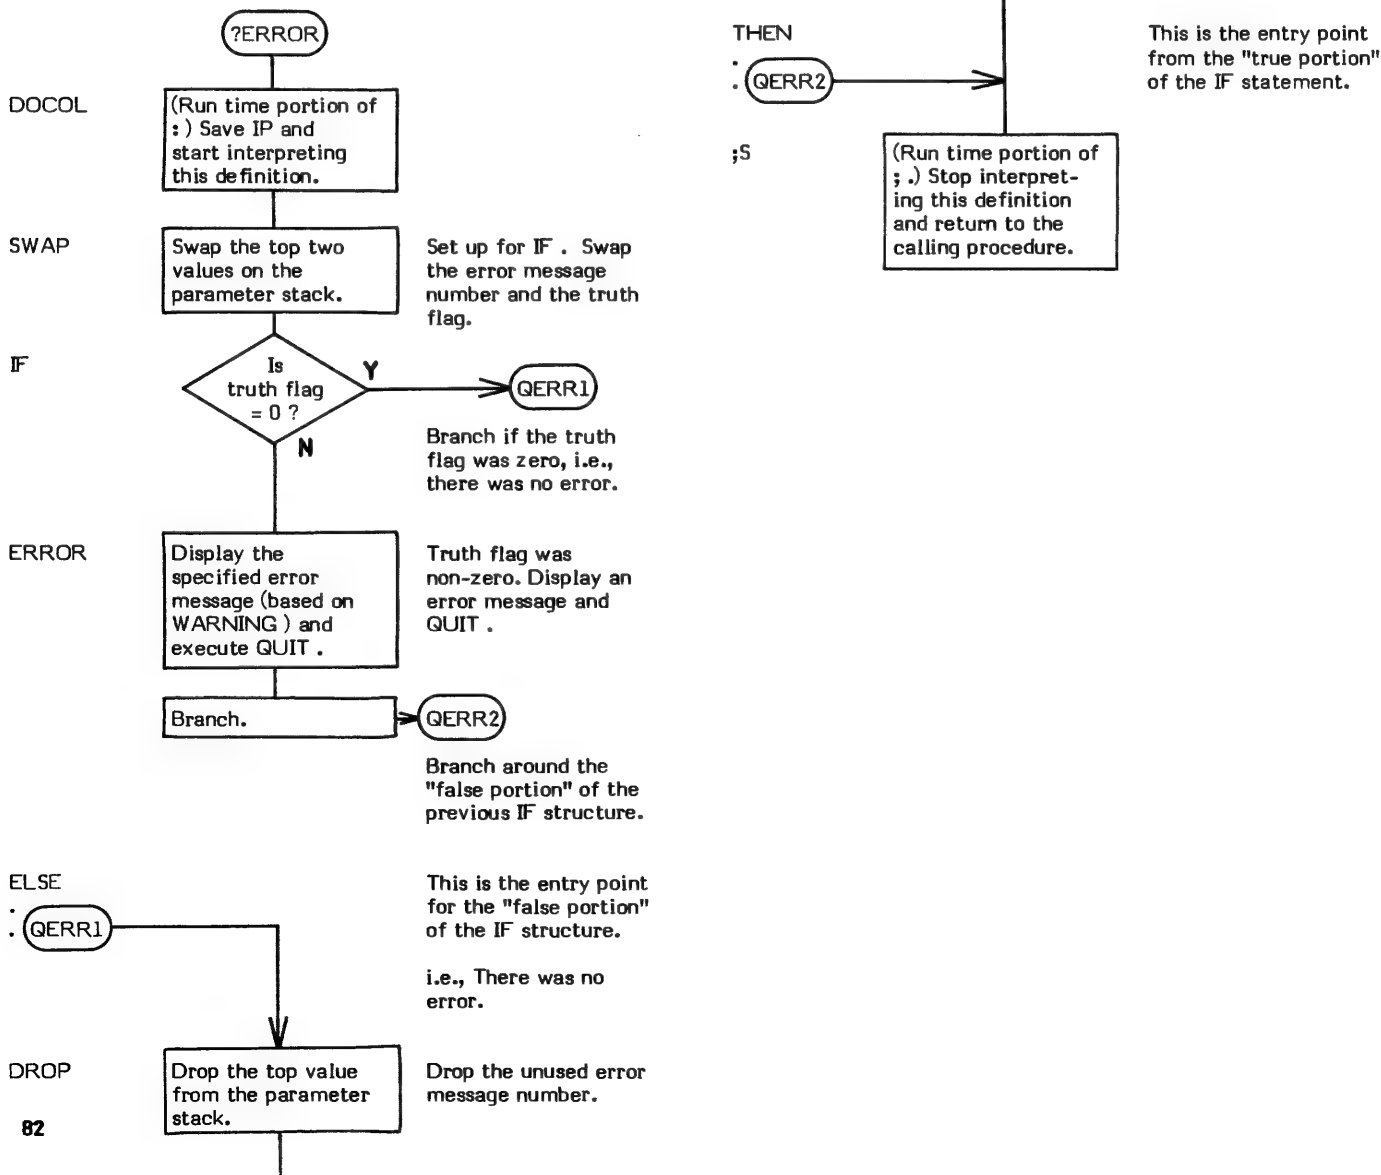 ?ERROR
DOCOL
(Run time portion of
: ) Save IP and
start interpreting
this definition.
SWAP
Swap the top two
values on the
parameter stack.
Set up for IF . Swap
the error message
number and the truth
flag.
IF
Is
truth flag
= 0 ?
Y
N
QERR1
Branch if the truth
flag was zero, i.e.,
there was no error.
ERROR
Display the
specified error
message (based on
WARNING ) and
execute QUIT .
Truth flag was
non-zero. Display an
error message and
QUIT .
Branch.
QERR2
Branch around the
"false portion" of the
previous IF structure.
ELSE
: QERR1
This is the entry point
for the "false portion"
of the IF structure.
i.e., There was no
error.
DROP
Drop the top value
from the parameter
stack.
Drop the unused error
message number.
82
THEN
: QERR2
This is the entry point
from the "true portion"
of the IF statement.
;S
(Run time portion of
; .) Stop interpret-
ing this definition
and return to the
calling procedure.